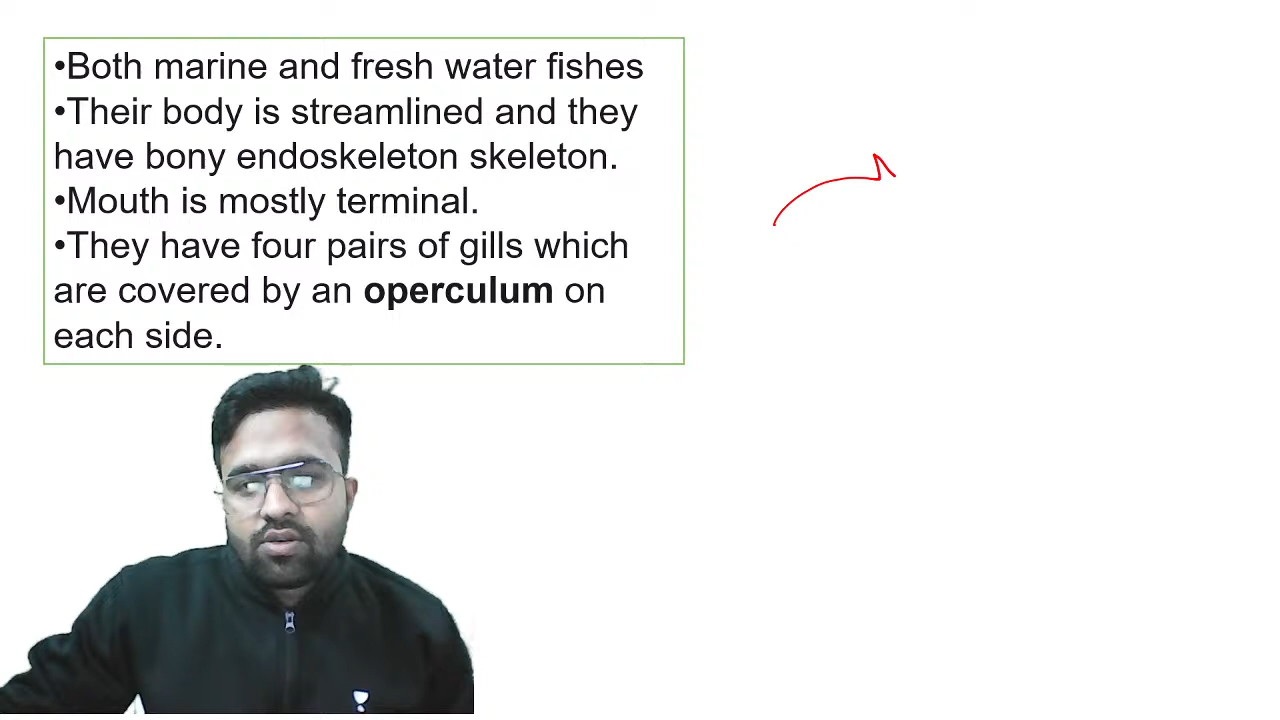 •Both marine and fresh water fishes
•Their body is streamlined and they
have bony endoskeleton skeleton.
•Mouth is mostly terminal.
•They have four pairs of gills which
are covered by an operculum on
each side.